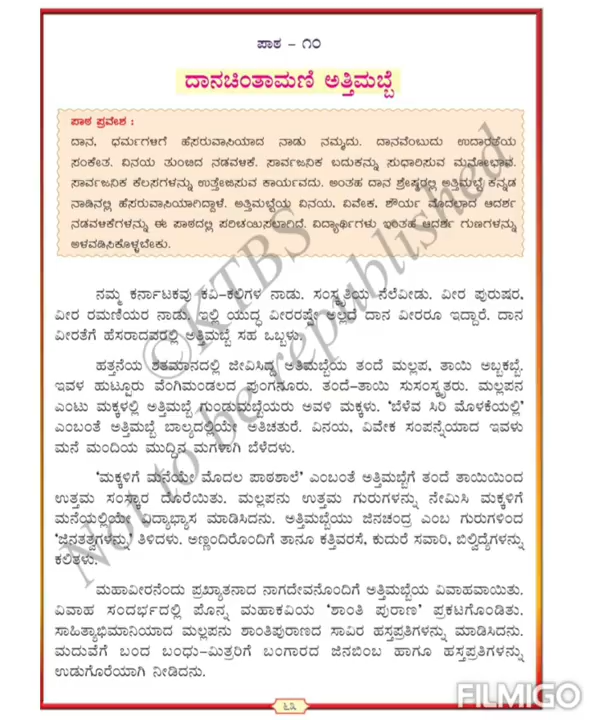 ಪಾಠ – ೧೦
ದಾನಚಿಂತಾಮಣಿ ಅತ್ತಿಮಬ್ಬೆ
ಪಾಠ ಪ್ರವೇಶ :
ದಾನ, ಧರ್ಮಗಳಿಗೆ ಹೆಸರುವಾಸಿಯಾದ ನಾಡು ನಮ್ಮದು. ದಾನವೆಂಬುದು ಉದಾರತೆಯ
ಸಂಕೇತ. ವಿನಯ ತುಂಬಿದ ನಡವಳಿಕೆ. ಸಾರ್ವಜನಿಕ ಬದುಕನ್ನು ಸುಧಾರಿಸುವ ಮನೋಭಾವ.
ಸಾರ್ವಜನಿಕ ಕೆಲಸಗಳನ್ನು ಉತ್ತೇಜಿಸುವ ಕಾರ್ಯವದು. ಅಂತಹ ದಾನ ಶ್ರೇಷ್ಠರಲ್ಲಿ ಅತ್ತಿಮಬ್ಬೆ ಕನ್ನಡ
ನಾಡಿನಲ್ಲಿ ಹೆಸರುವಾಸಿಯಾಗಿದ್ದಾಳೆ. ಅತ್ತಿಮಬ್ಬೆಯ ವಿನಯ, ವಿವೇಕ, ಶೌರ್ಯ ಮೊದಲಾದ ಆದರ್ಶ
ನಡವಳಿಕೆಗಳನ್ನು ಈ ಪಾಠದಲ್ಲಿ ಪರಿಚಯಿಸಲಾಗಿದೆ. ವಿದ್ಯಾರ್ಥಿಗಳು ಇಂತಹ ಆದರ್ಶ ಗುಣಗಳನ್ನು
ಅಳವಡಿಸಿಕೊಳ್ಳಬೇಕು.
ನಮ್ಮ ಕರ್ನಾಟಕವು ಕವಿ–ಕಲಿಗಳ ನಾಡು. ಸಂಸ್ಕೃತಿಯ ನೆಲೆವೀಡು. ವೀರ ಪುರುಷರ,
ವೀರ ರಮಣಿಯರ ನಾಡು. ಇಲ್ಲಿ ಯುದ್ಧ ವೀರರಷ್ಟೇ ಅಲ್ಲದೆ ದಾನ ವೀರರೂ ಇದ್ದಾರೆ. ದಾನ
ವೀರತೆಗೆ ಹೆಸರಾದವರಲ್ಲಿ ಅತ್ತಿಮಬ್ಬೆ ಸಹ ಒಬ್ಬಳು.
ಹತ್ತನೆಯ ಶತಮಾನದಲ್ಲಿ ಜೀವಿಸಿದ್ದ ಅತ್ತಿಮಬ್ಬೆಯ ತಂದೆ ಮಲ್ಲಪ, ತಾಯಿ ಅಬ್ಬಕಬ್ಬೆ.
ಇವಳ ಹುಟ್ಟೂರು ವೆಂಗಿಮಂಡಲದ ಪುಂಗನೂರು. ತಂದೆ–ತಾಯಿ ಸುಸಂಸ್ಕೃತರು. ಮಲ್ಲಪನ
ಎಂಟು ಮಕ್ಕಳಲ್ಲಿ ಅತ್ತಿಮಬ್ಬೆ ಗುಂಡುಮಬ್ಬೆಯರು ಅವಳಿ ಮಕ್ಕಳು. ‘ಬೆಳೆವ ಸಿರಿ ಮೊಳಕೆಯಲ್ಲಿ’
ಎಂಬಂತೆ ಅತ್ತಿಮಬ್ಬೆ ಬಾಲ್ಯದಲ್ಲಿಯೇ ಅತಿಚತುರೆ. ವಿನಯ, ವಿವೇಕ ಸಂಪನ್ನೆಯಾದ ಇವಳು
ಮನೆ ಮಂದಿಯ ಮುದ್ದಿನ ಮಗಳಾಗಿ ಬೆಳೆದಳು.
‘ಮಕ್ಕಳಿಗೆ ಮನೆಯೇ ಮೊದಲ ಪಾಠಶಾಲೆ’ ಎಂಬಂತೆ ಅತ್ತಿಮಬ್ಬೆಗೆ ತಂದೆ ತಾಯಿಯಿಂದ
ಉತ್ತಮ ಸಂಸ್ಕಾರ ದೊರೆಯಿತು. ಮಲ್ಲಪನು ಉತ್ತಮ ಗುರುಗಳನ್ನು ನೇಮಿಸಿ ಮಕ್ಕಳಿಗೆ
ಮನೆಯಲ್ಲಿಯೇ ವಿದ್ಯಾಭ್ಯಾಸ ಮಾಡಿಸಿದನು. ಅತ್ತಿಮಬ್ಬೆಯು ಜಿನಚಂದ್ರ ಎಂಬ ಗುರುಗಳಿಂದ
‘ಜಿನತತ್ವಗಳನ್ನು’ ತಿಳಿದಳು. ಅಣ್ಣಂದಿರೊಂದಿಗೆ ತಾನೂ ಕತ್ತಿವರಸೆ, ಕುದುರೆ ಸವಾರಿ, ಬಿಲ್ವಿದ್ಯೆಗಳನ್ನು
ಕಲಿತಳು.
ಮಹಾವೀರನೆಂದು ಪ್ರಖ್ಯಾತನಾದ ನಾಗದೇವನೊಂದಿಗೆ ಅತ್ತಿಮಬ್ಬೆಯ ವಿವಾಹವಾಯಿತು.
ವಿವಾಹ ಸಂದರ್ಭದಲ್ಲಿ ಪೊನ್ನ ಮಹಾಕವಿಯ ‘ಶಾಂತಿ ಪುರಾಣ’ ಪ್ರಕಟಗೊಂಡಿತು.
ಸಾಹಿತ್ಯಾಭಿಮಾನಿಯಾದ ಮಲ್ಲಪನು ಶಾಂತಿಪುರಾಣದ ಸಾವಿರ ಹಸ್ತಪ್ರತಿಗಳನ್ನು ಮಾಡಿಸಿದನು.
ಮದುವೆಗೆ ಬಂದ ಬಂಧು–ಮಿತ್ರರಿಗೆ ಬಂಗಾರದ ಜಿನಬಿಂಬ ಹಾಗೂ ಹಸ್ತಪ್ರತಿಗಳನ್ನು
ಉಡುಗೊರೆಯಾಗಿ ನೀಡಿದನು.
©KTBS
Not to be republished
೬೩
FILMIGO